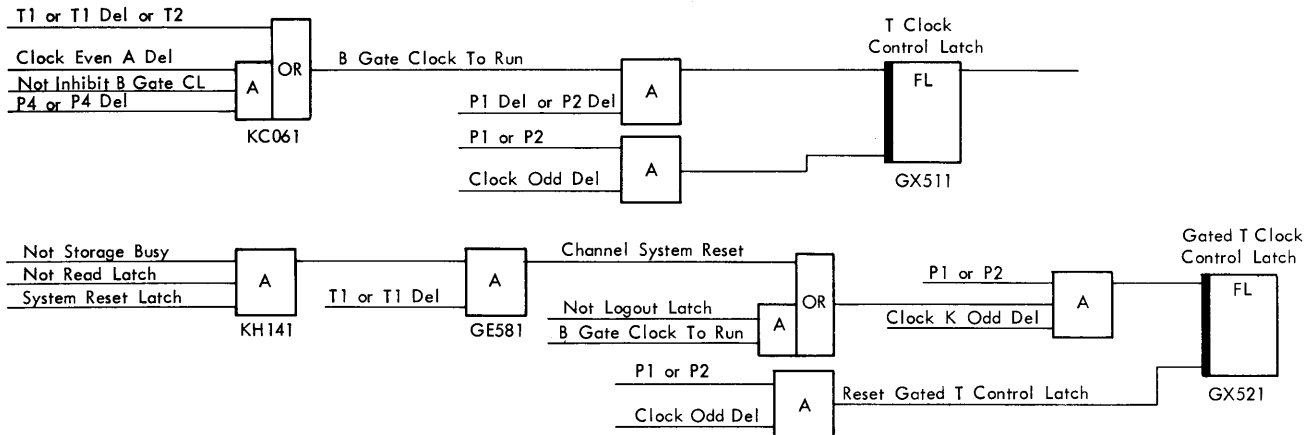 T1 or T1 Del or T2
Clock Even A Del
Not Inhibit B Gate CL
P4 or P4 Del
A
OR
KC061
B Gate Clock To Run
P1 Del or P2 Del
A
P1 or P2
Clock Odd Del
A
T Clock
Control Latch
FL
GX511
Not Storage Busy
Not Read Latch
System Reset Latch
A
KH141
T1 or T1 Del
A
GE581
Channel System Reset
Not Logout Latch
B Gate Clock To Run
A
OR
P1 or P2
Clock K Odd Del
A
Gated T Clock
Control Latch
FL
GX521
P1 or P2
Clock Odd Del
A
Reset Gated T Control Latch